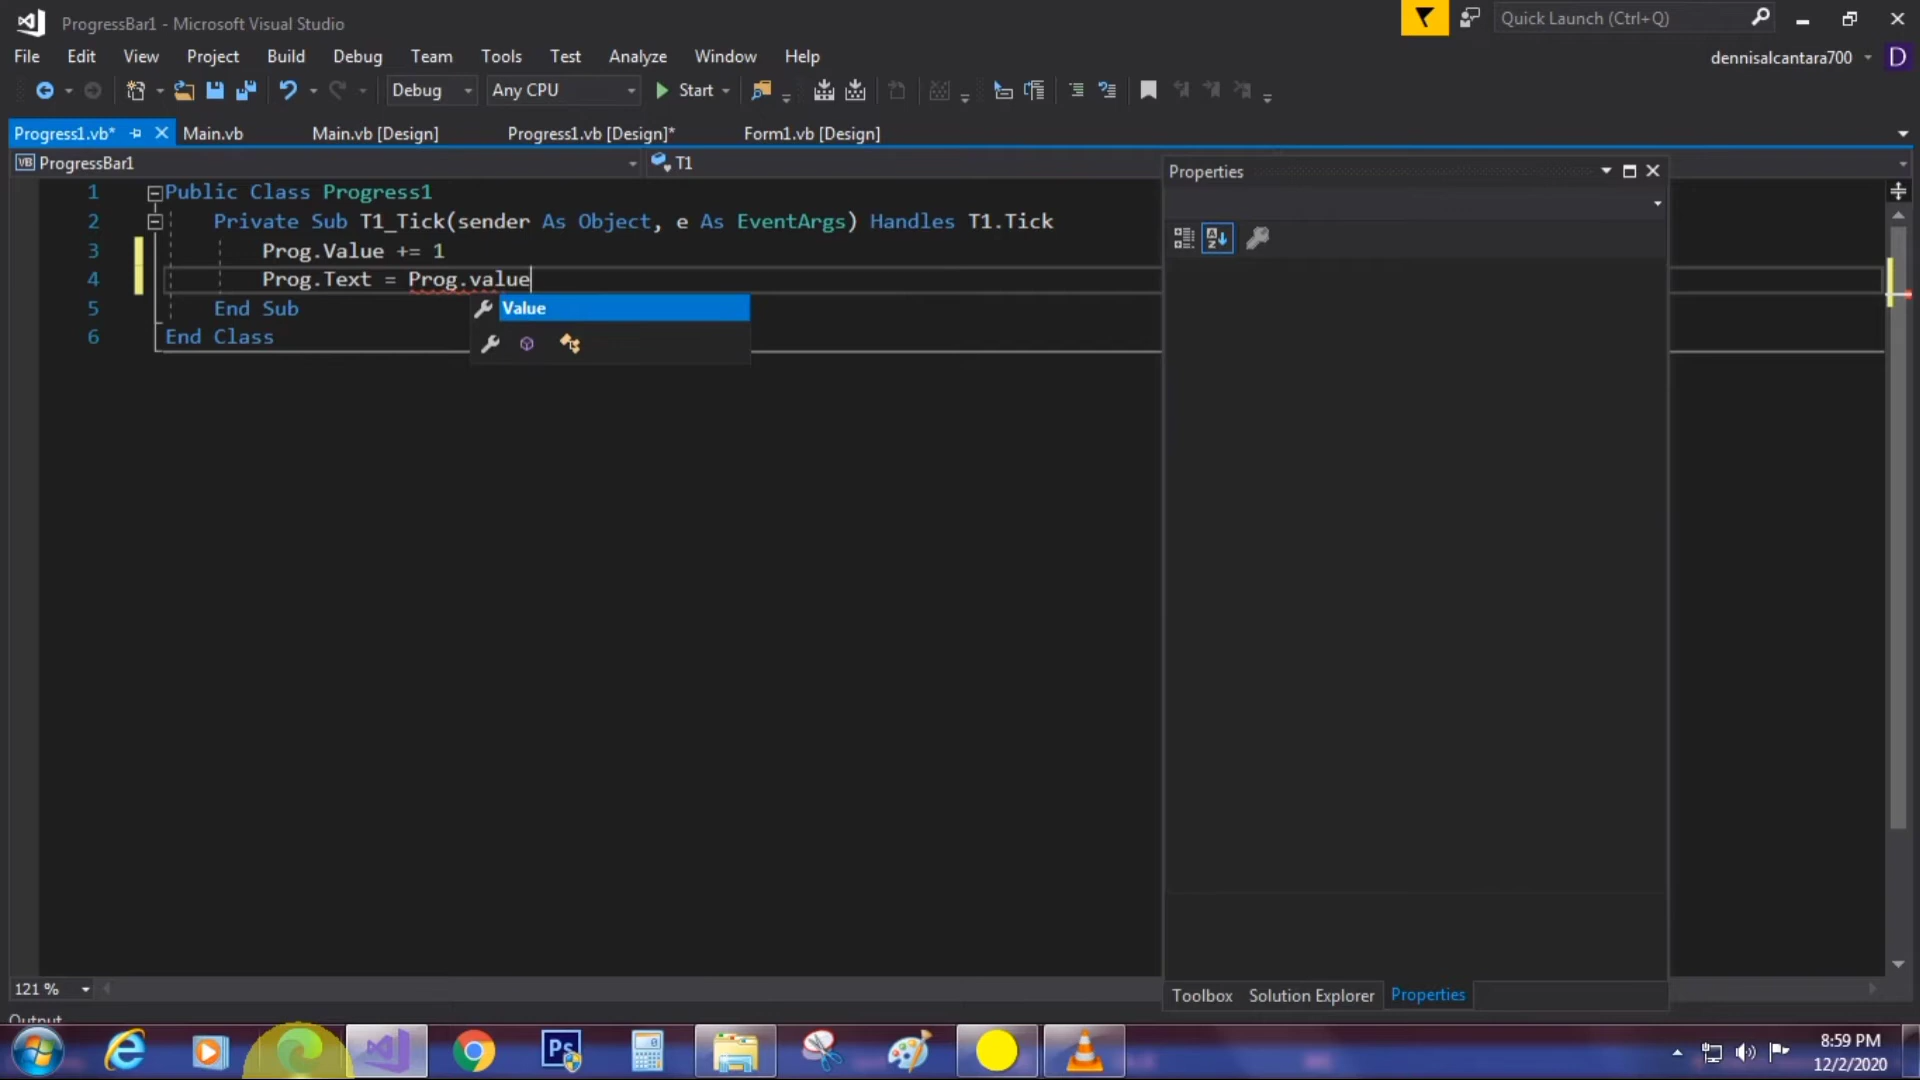 ProgressBar1 - Microsoft Visual Studio
Quick Launch (Ctrl+Q)
File Edit View Project Build Debug Team Tools Test Analyze Window Help
dennisalcantara700 D
Debug Any CPU Start
Progress1.vb* Main.vb Main.vb [Design] Progress1.vb [Design]* Form1.vb [Design]
VB ProgressBar1 T1
Properties
1 Public Class Progress1
2 Private Sub T1_Tick(sender As Object, e As EventArgs) Handles T1.Tick
3 Prog.Value += 1
4 Prog.Text = Prog.value
5 End Sub
Value
6 End Class
121 %
Toolbox Solution Explorer Properties
Output
Ps
8:59 PM
12/2/2020